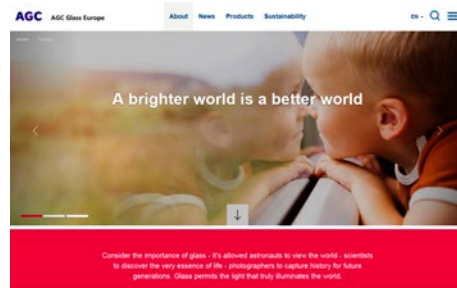 AGC AGC Glass Europe About News Products Sustainability EN
Home
A brighter world is a better world
Consider the importance of glass - It's allowed astronauts to view the world - scientists
to discover the very essence of life - photographers to capture history for future
generations. Glass permits the light that truly illuminates the world.